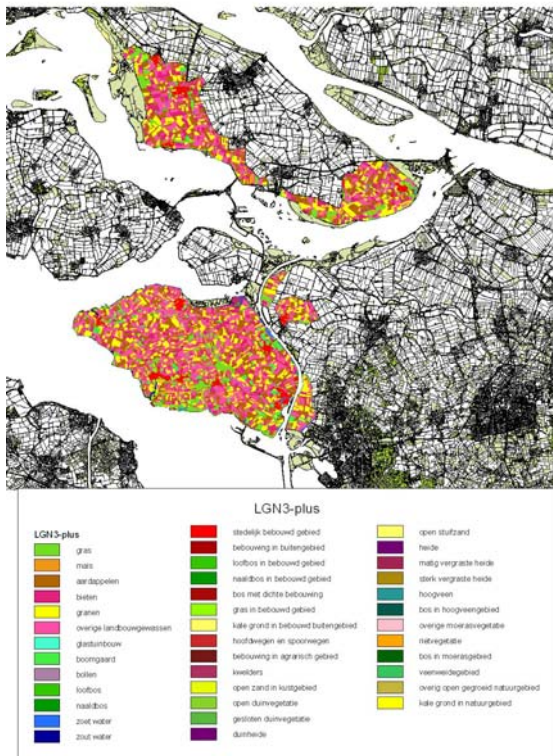 LGN3-plus
LGN3-plus
gras
mais
aardappelen
bieten
granen
overige landbouwgewassen
glastuinbouw
boomgaard
bollen
loofbos
naaldbos
zoet water
zout water
stedelijk bebouwd gebied
bebouwing in buitengebied
loofbos in bebouwd gebied
naaldbos in bebouwd gebied
bos met dichte bebouwing
gras in bebouwd gebied
kale grond in bebouwd buitengebied
hoofdwegen en spoorwegen
bebouwing in agrarisch gebied
kwelders
open zand in kustgebied
open duinvegetatie
gesloten duinvegetatie
duinheide
open stuifzand
heide
matig vergraste heide
sterk vergraste heide
hoogveen
bos in hoogveengebied
overige moerasvegetatie
rietvegetatie
bos in moerasgebied
veenweidegebied
overig open gegroeid natuurgebied
kale grond in natuurgebied